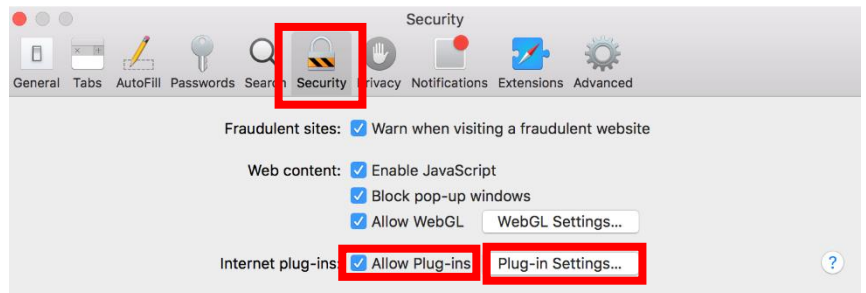 Security
General Tabs AutoFill Passwords Search Security Privacy Notifications Extensions Advanced
Fraudulent sites: Warn when visiting a fraudulent website
Web content: Enable JavaScript
Block pop-up windows
Allow WebGL WebGL Settings...
Internet plug-ins: Allow Plug-ins Plug-in Settings... ?